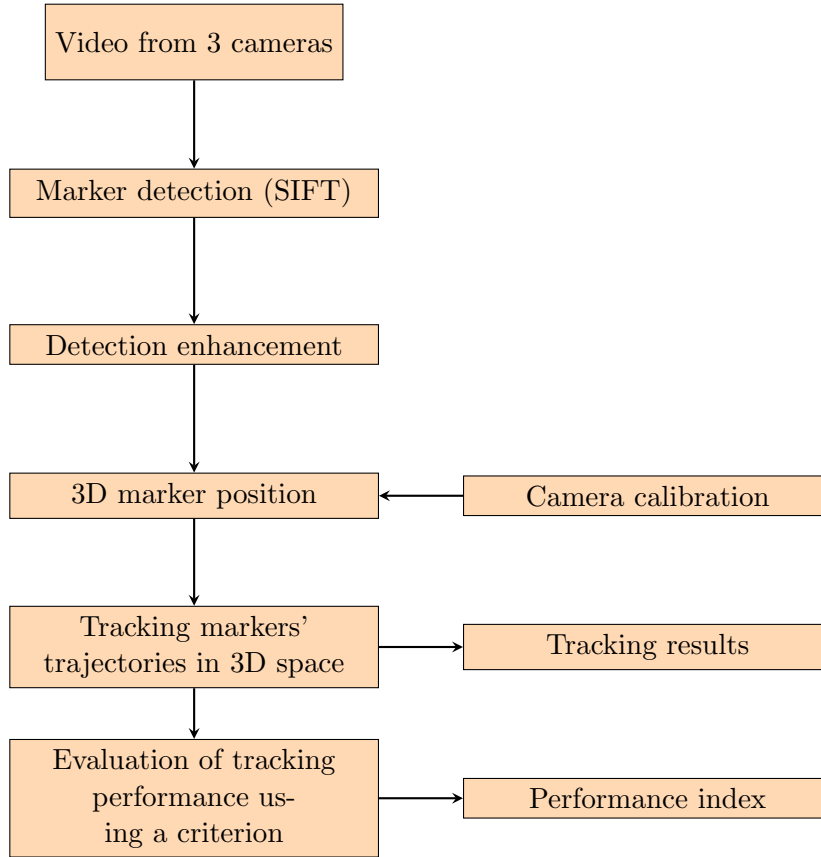 Video from 3 cameras
Marker detection (SIFT)
Detection enhancement
3D marker position
Camera calibration
Tracking markers’
trajectories in 3D space
Tracking results
Evaluation of tracking
performance us-
ing a criterion
Performance index